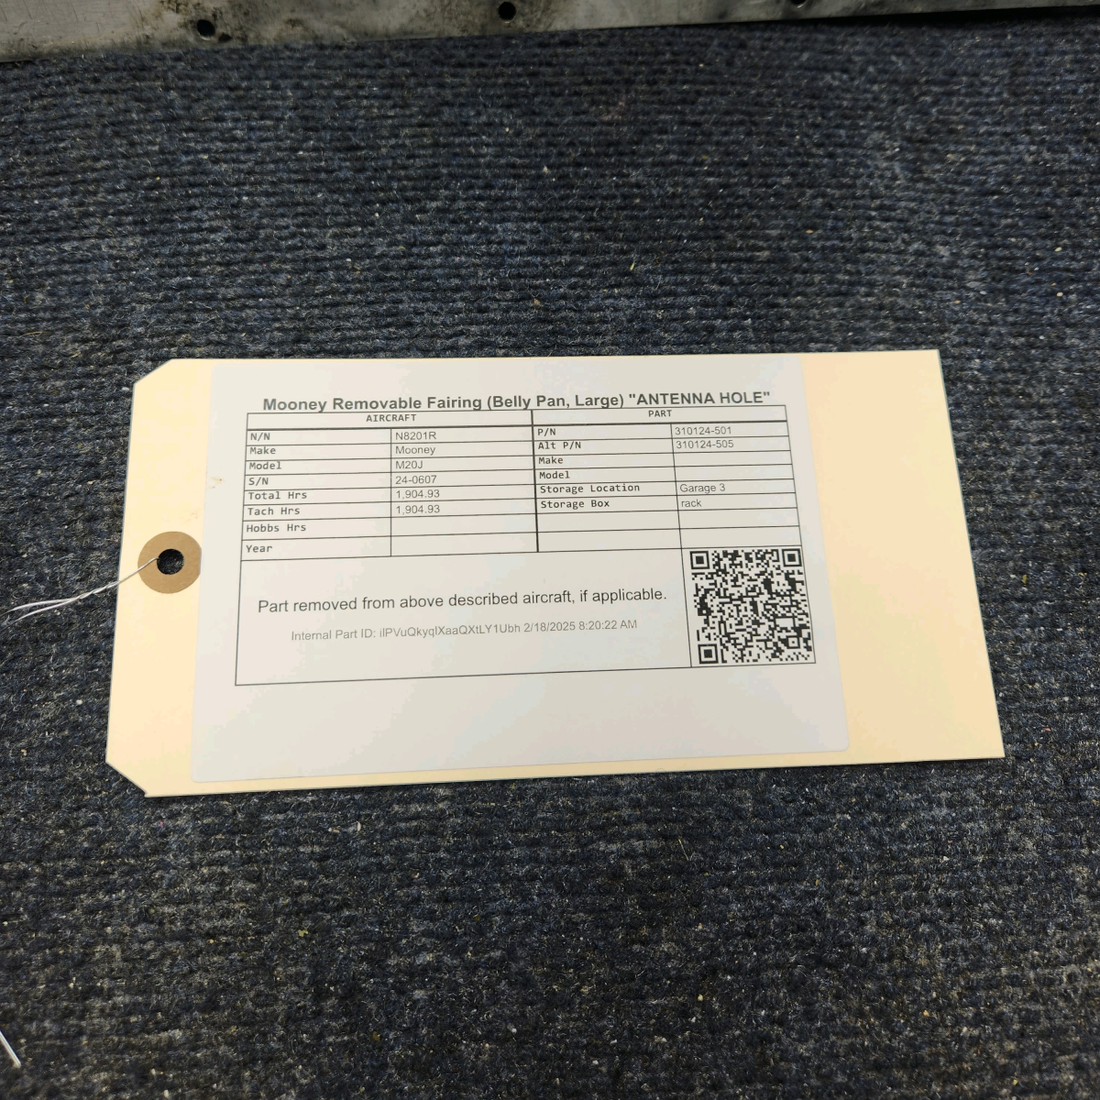 Mooney Removable Fairing (Belly Pan, Large) "ANTENNA HOLE"
AIRCRAFT PART
N/N N8201R P/N 310124-501
Make Mooney Alt P/N 310124-505
Model M20J Make
S/N 24-0607 Model
Total Hrs 1,904.93 Storage Location Garage 3
Tach Hrs 1,904.93 Storage Box rack
Hobbs Hrs
Year
Part removed from above described aircraft, if applicable.
Internal Part ID: 2/18/2025 8:20:22 AM